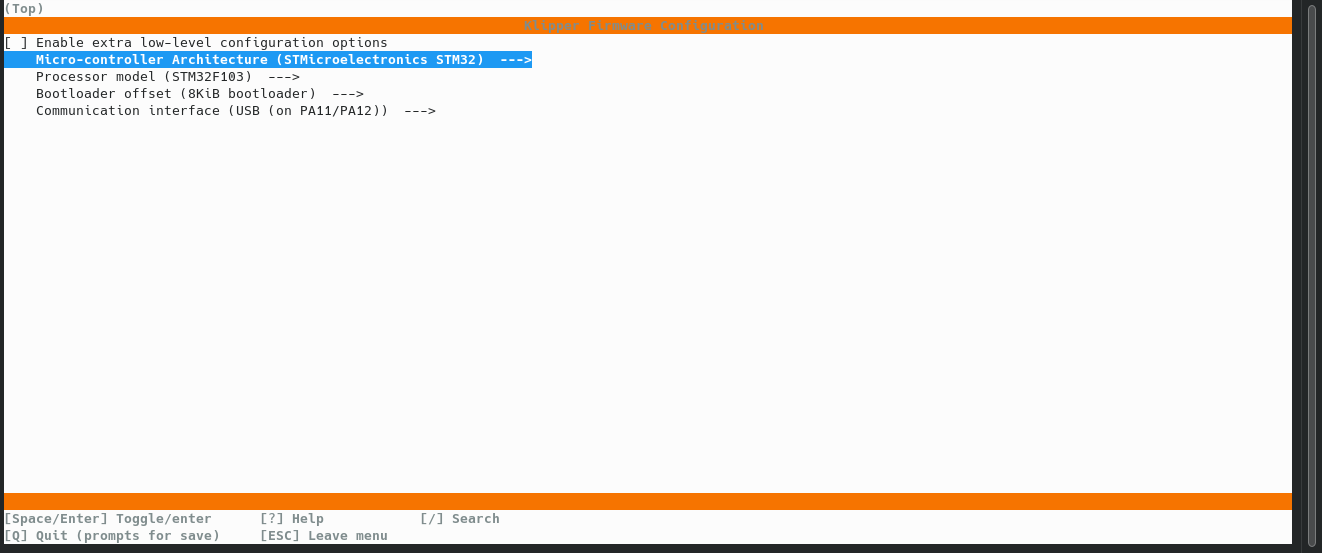 (Top)
Klipper Firmware Configuration
[ ] Enable extra low-level configuration options
Micro-controller Architecture (STMicroelectronics STM32)  --->
Processor model (STM32F103)  --->
Bootloader offset (8KiB bootloader)  --->
Communication interface (USB (on PA11/PA12))  --->
[Space/Enter] Toggle/enter      [?] Help            [/] Search
[Q] Quit (prompts for save)     [ESC] Leave menu